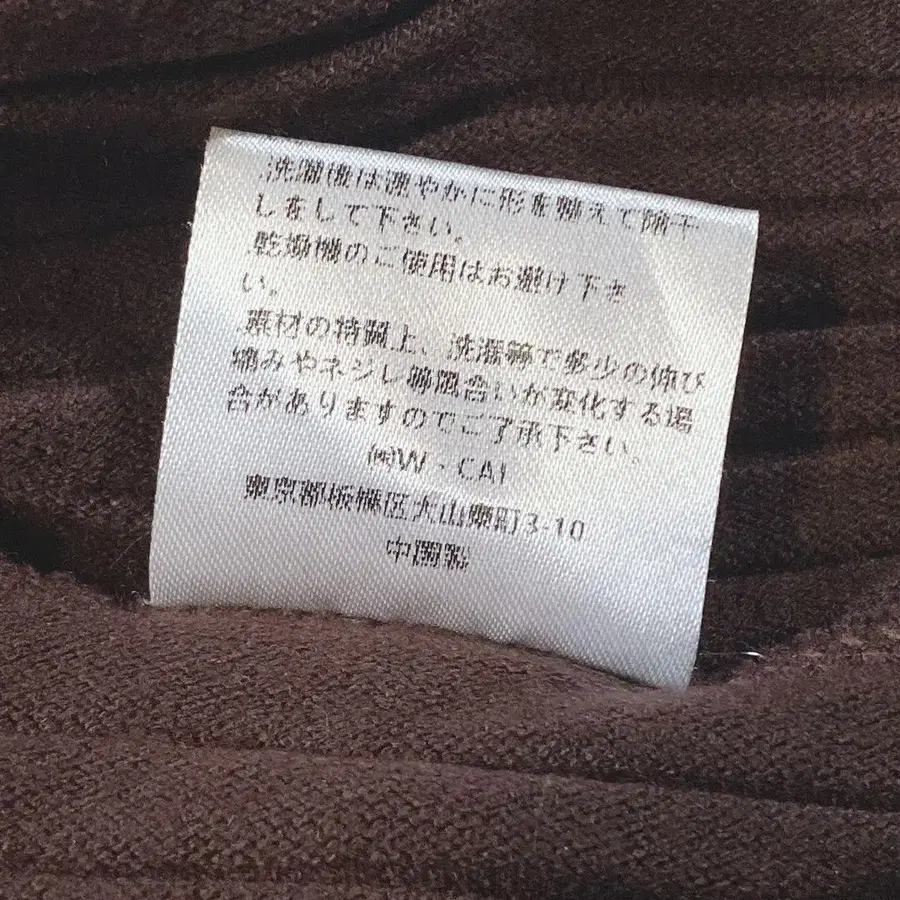 洗濯後は速やかに形を整えて陰干
しをして下さい。
乾燥機のご使用はお避け下さ
い。
素材の特質上、洗濯等で多少の伸び
縮みやネジレ等風合いが変化する場
合がありますのでご了承下さい。
㈱W・CAI
東京都板橋区大山東町3-10
中国製